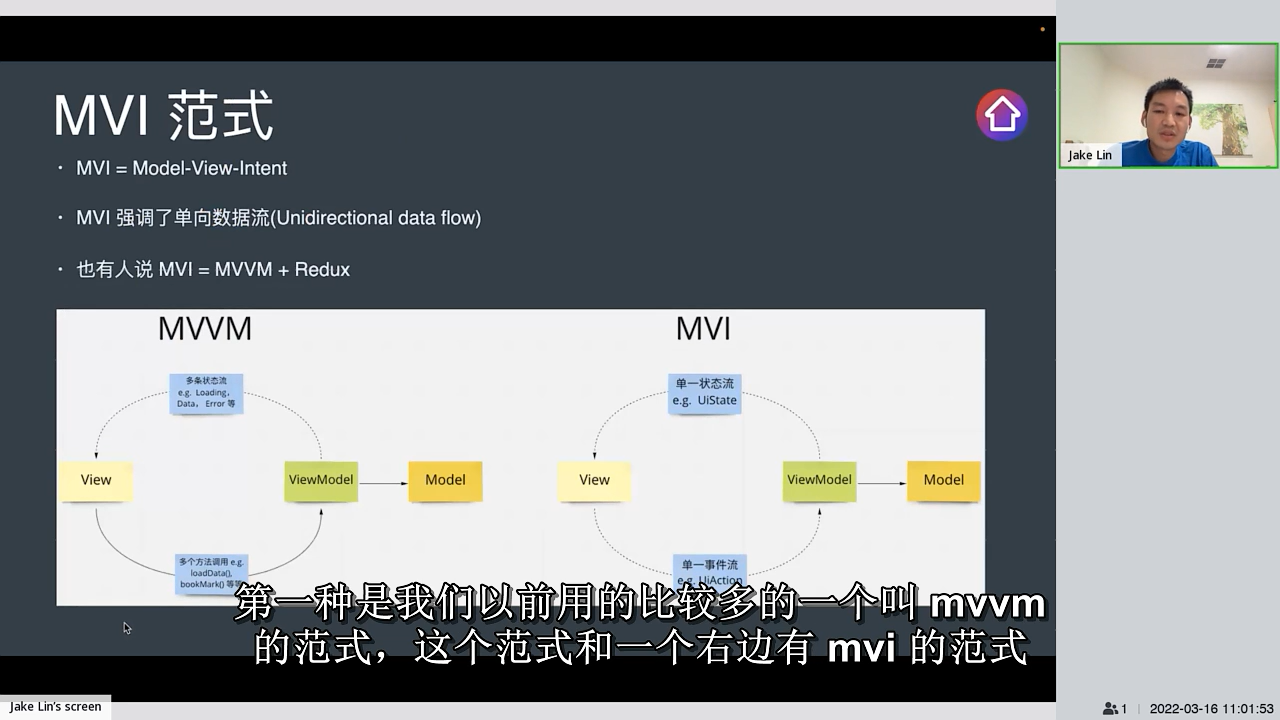 MVI 范式
· MVI = Model-View-Intent
· MVI 强调了单向数据流(Unidirectional data flow)
· 也有人说 MVI = MVVM + Redux
MVVM
多条状态流
e.g. Loading,
Data, Error 等
View
ViewModel
Model
多个方法调用 e.g.
loadData(),
bookMark() 等等
MVI
单一状态流
e.g. UiState
View
ViewModel
Model
单一事件流
e.g. UiAction
第一种是我们以前用的比较多的一个叫 mvvm
的范式，这个范式和一个右边有 mvi 的范式
Jake Lin
Jake Lin's screen
1 | 2022-03-16 11:01:53